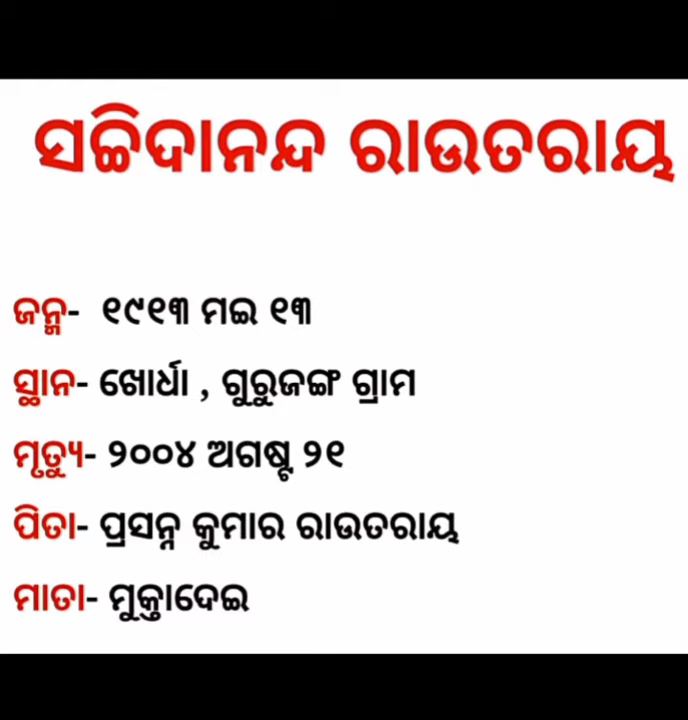 ସଚ୍ଚିଦାନନ୍ଦ ରାଉତରାୟ
ଜନ୍ମ- ୧୯୧୩ ମଇ ୧୩
ସ୍ଥାନ- ଖୋର୍ଧା , ଗୁରୁଜଙ୍ଗ ଗ୍ରାମ
ମୃତ୍ୟୁ- ୨୦୦୪ ଅଗଷ୍ଟ ୨୧
ପିତା- ପ୍ରସନ୍ନ କୁମାର ରାଉତରାୟ
ମାତା- ମୁକ୍ତାଦେଇ